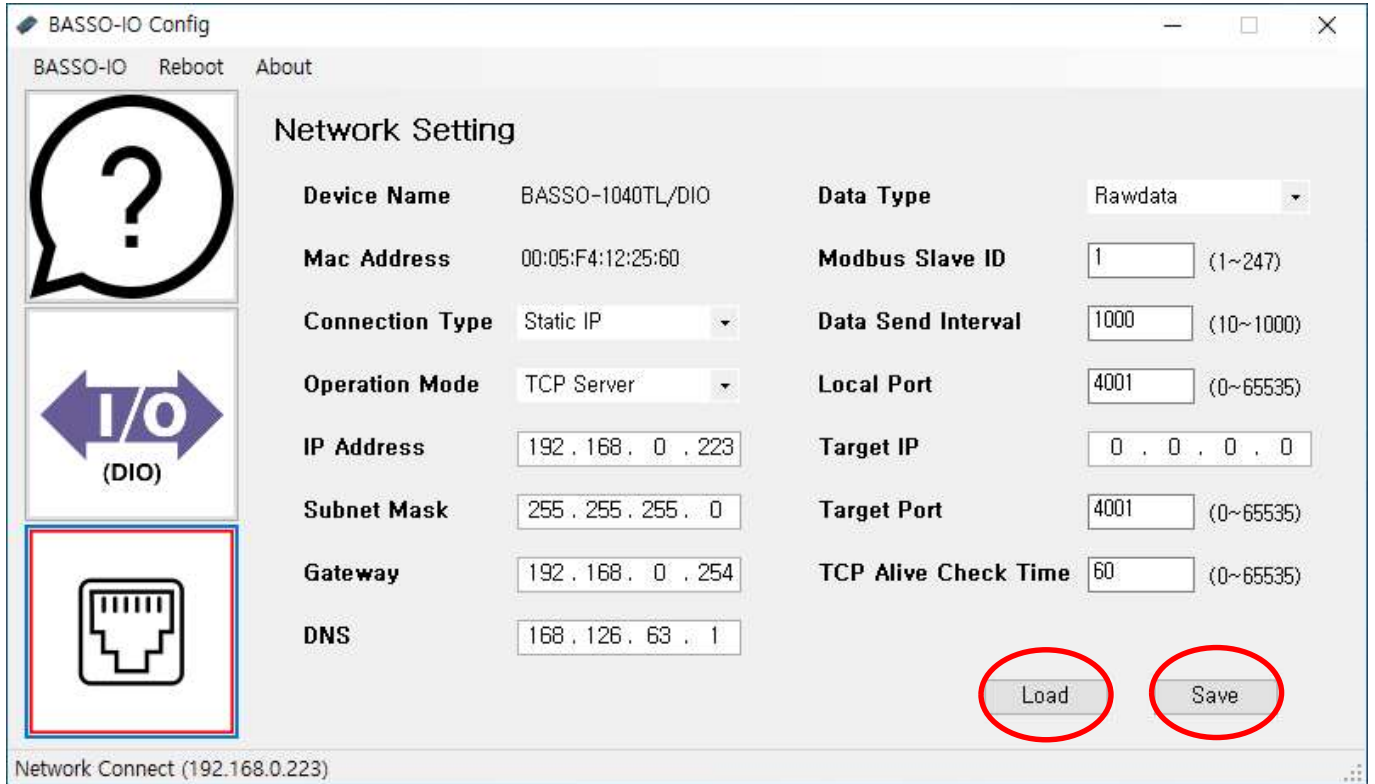 BASSO-IO Config
BASSO-IO Reboot About
?
I/O
(DIO)
Network Setting
Device Name BASSO-1040TL/DIO
Mac Address 00:05:F4:12:25:60
Connection Type Static IP
Operation Mode TCP Server
IP Address 192 . 168 . 0 . 223
Subnet Mask 255 . 255 . 255 . 0
Gateway 192 . 168 . 0 . 254
DNS 168 . 126 . 63 . 1
Data Type Rawdata
Modbus Slave ID 1 (1~247)
Data Send Interval 1000 (10~1000)
Local Port 4001 (0~65535)
Target IP 0 . 0 . 0 . 0
Target Port 4001 (0~65535)
TCP Alive Check Time 60 (0~65535)
Load Save
Network Connect (192.168.0.223)